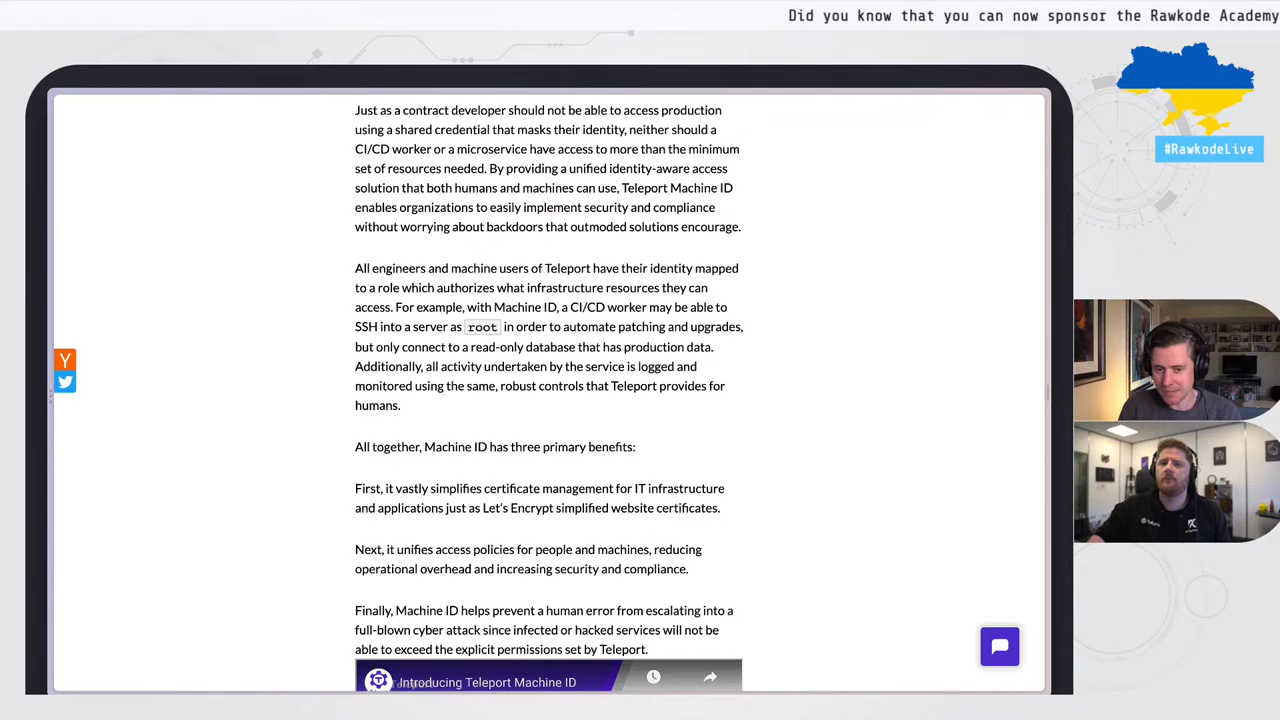 Did you know that you can now sponsor the Rawkode Academy
#RawkodeLive
Just as a contract developer should not be able to access production
using a shared credential that masks their identity, neither should a
CI/CD worker or a microservice have access to more than the minimum
set of resources needed. By providing a unified identity-aware access
solution that both humans and machines can use, Teleport Machine ID
enables organizations to easily implement security and compliance
without worrying about backdoors that outmoded solutions encourage.
All engineers and machine users of Teleport have their identity mapped
to a role which authorizes what infrastructure resources they can
access. For example, with Machine ID, a CI/CD worker may be able to
SSH into a server as root in order to automate patching and upgrades,
but only connect to a read-only database that has production data.
Additionally, all activity undertaken by the service is logged and
monitored using the same, robust controls that Teleport provides for
humans.
All together, Machine ID has three primary benefits:
First, it vastly simplifies certificate management for IT infrastructure
and applications just as Let's Encrypt simplified website certificates.
Next, it unifies access policies for people and machines, reducing
operational overhead and increasing security and compliance.
Finally, Machine ID helps prevent a human error from escalating into a
full-blown cyber attack since infected or hacked services will not be
able to exceed the explicit permissions set by Teleport.
Introducing Teleport Machine ID